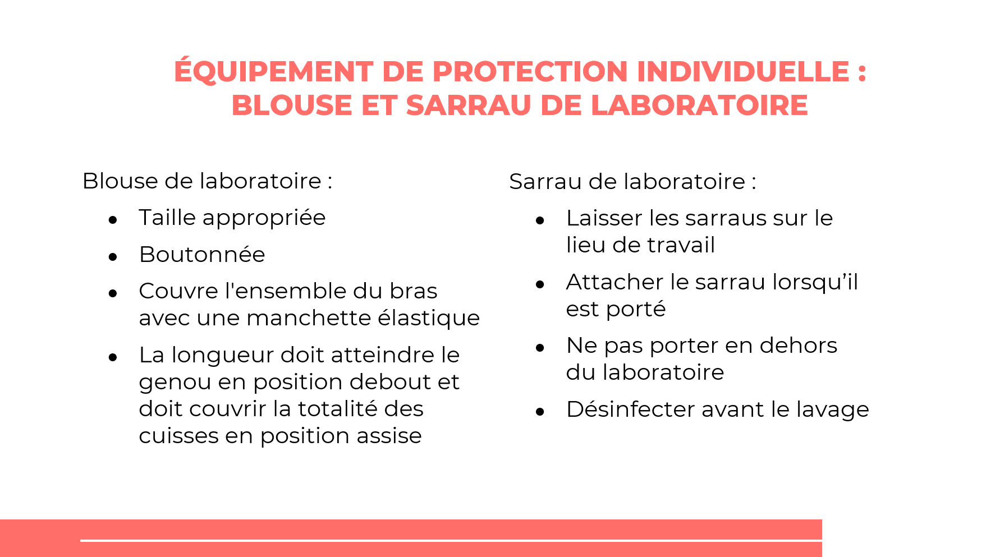 ÉQUIPEMENT DE PROTECTION INDIVIDUELLE :
BLOUSE ET SARRAU DE LABORATOIRE
Blouse de laboratoire :
● Taille appropriée
● Boutonnée
● Couvre l'ensemble du bras
avec une manchette élastique
● La longueur doit atteindre le
genou en position debout et
doit couvrir la totalité des
cuisses en position assise
Sarrau de laboratoire :
● Laisser les sarraus sur le
lieu de travail
● Attacher le sarrau lorsqu’il
est porté
● Ne pas porter en dehors
du laboratoire
● Désinfecter avant le lavage